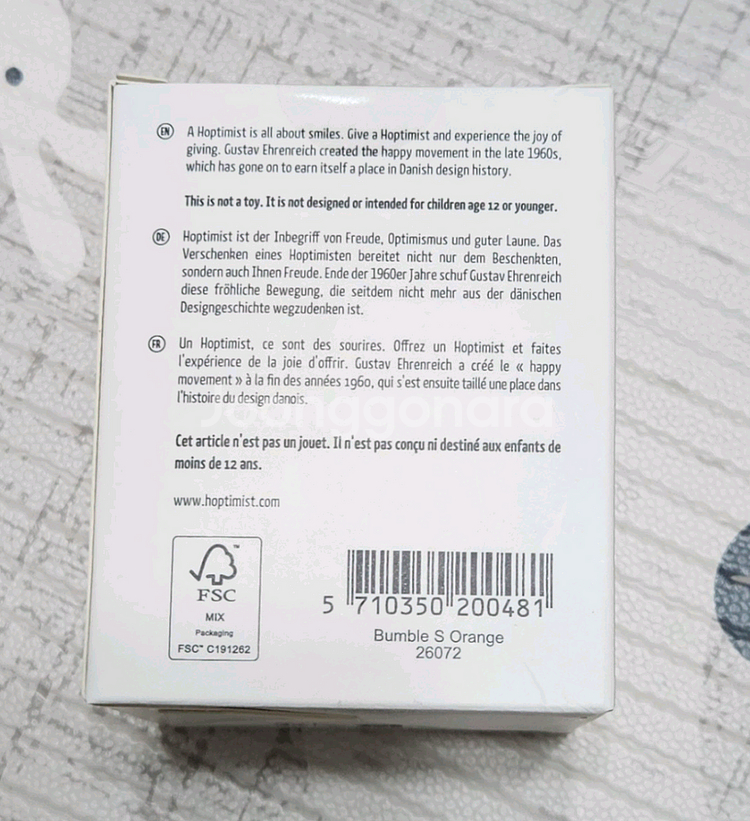 EN A Hoptimist is all about smiles. Give a Hoptimist and experience the joy of
giving. Gustav Ehrenreich created the happy movement in the late 1960s,
which has gone on to earn itself a place in Danish design history.
This is not a toy. It is not designed or intended for children age 12 or younger.
DE Hoptimist ist der Inbegriff von Freude, Optimismus und guter Laune. Das
Verschenken eines Hoptimisten bereitet nicht nur dem Beschenkten,
sondern auch Ihnen Freude. Ende der 1960er Jahre schuf Gustav Ehrenreich
diese fröhliche Bewegung, die seitdem nicht mehr aus der dänischen
Designgeschichte wegzudenken ist.
FR Un Hoptimist, ce sont des sourires. Offrez un Hoptimist et faites
l'expérience de la joie d'offrir. Gustav Ehrenreich a créé le « happy
movement » à la fin des années 1960, qui s'est ensuite taillé une place dans
l'histoire du design danois.
Joonggonara
Cet article n'est pas un jouet. Il n'est pas conçu ni destiné aux enfants de
moins de 12 ans.
www.hoptimist.com
™
FSC
MIX
Packaging
FSC™ C191262
5 710350 200481
Bumble S Orange
26072